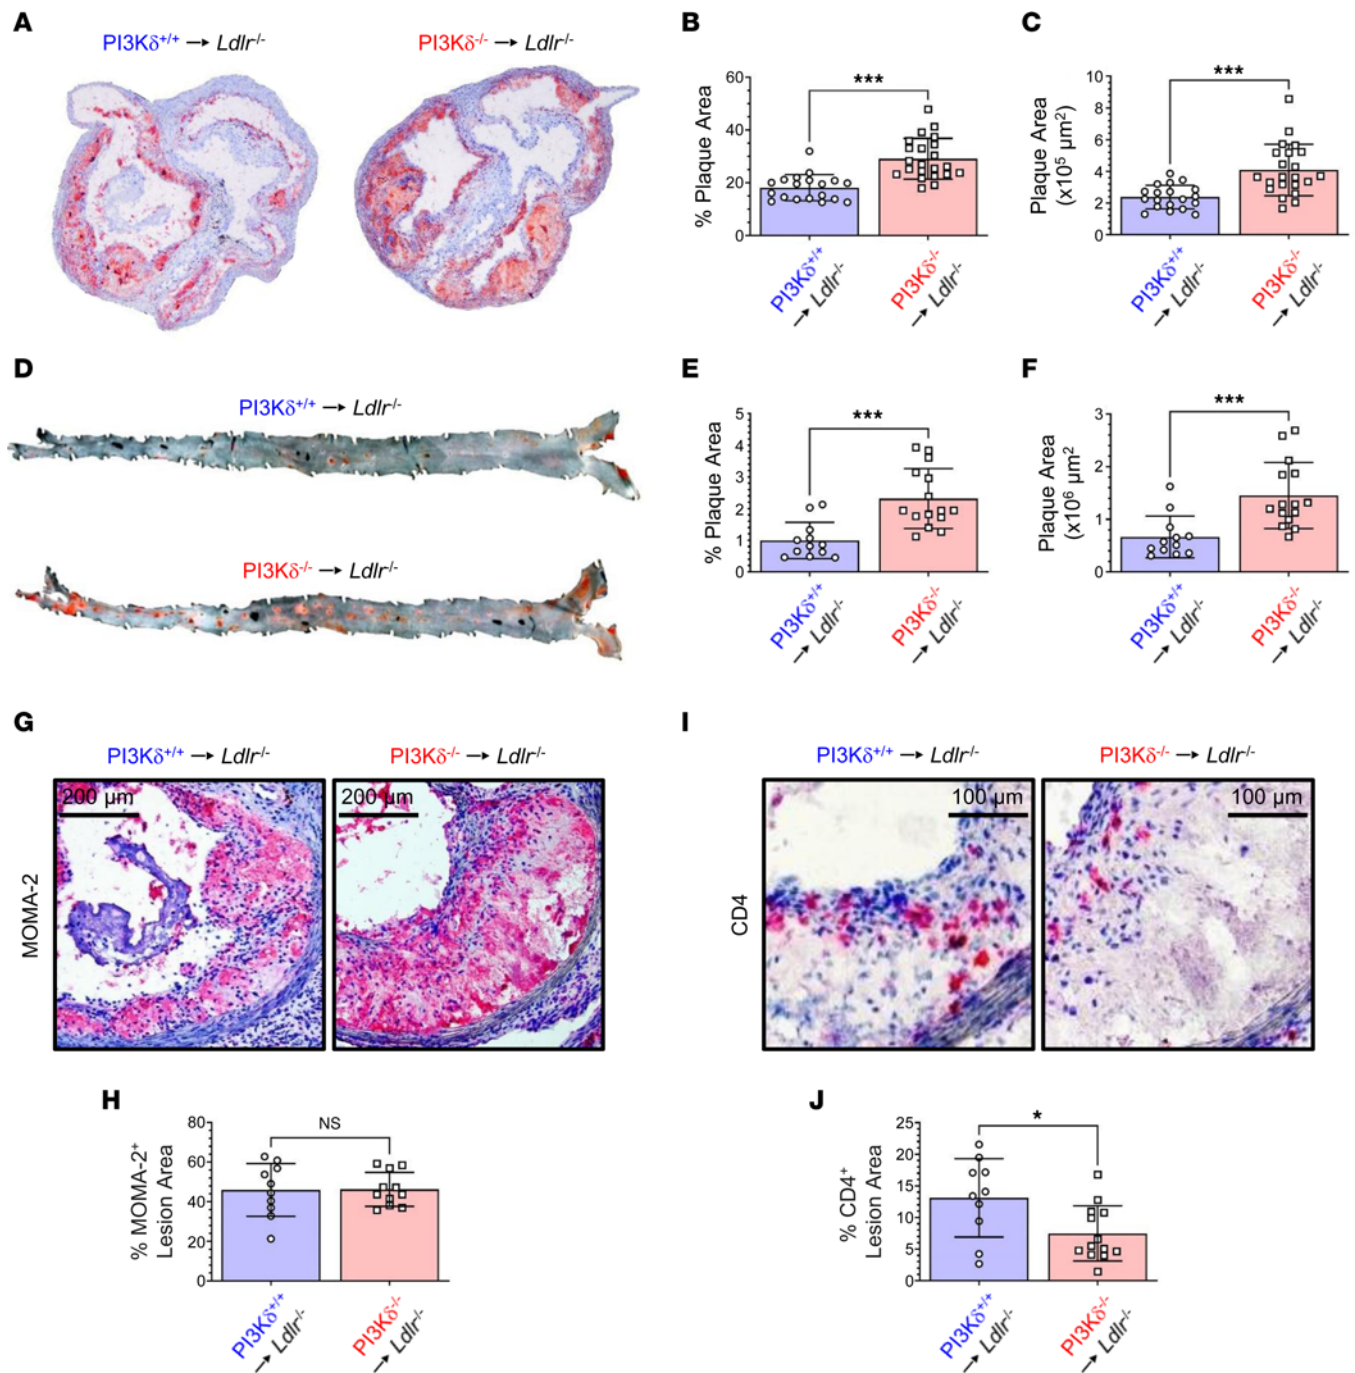 A
PI3Kδ+/+ → Ldlr-/-
PI3Kδ-/- → Ldlr-/-
B
% Plaque Area
60
40
20
0
***
PI3Kδ+/+
→ Ldlr-/-
PI3Kδ-/-
→ Ldlr-/-
C
Plaque Area
(x10⁵ µm²)
10
8
6
4
2
0
***
PI3Kδ+/+
→ Ldlr-/-
PI3Kδ-/-
→ Ldlr-/-
D
PI3Kδ+/+ → Ldlr-/-
PI3Kδ-/- → Ldlr-/-
E
% Plaque Area
5
4
3
2
1
0
***
PI3Kδ+/+
→ Ldlr-/-
PI3Kδ-/-
→ Ldlr-/-
F
Plaque Area
(x10⁶ µm²)
3
2
1
0
***
PI3Kδ+/+
→ Ldlr-/-
PI3Kδ-/-
→ Ldlr-/-
G
PI3Kδ+/+ → Ldlr-/-
PI3Kδ-/- → Ldlr-/-
MOMA-2
200 µm
200 µm
I
PI3Kδ+/+ → Ldlr-/-
PI3Kδ-/- → Ldlr-/-
CD4
100 µm
100 µm
H
% MOMA-2+
Lesion Area
80
60
40
20
0
NS
PI3Kδ+/+
→ Ldlr-/-
PI3Kδ-/-
→ Ldlr-/-
J
% CD4+
Lesion Area
25
20
15
10
5
0
*
PI3Kδ+/+
→ Ldlr-/-
PI3Kδ-/-
→ Ldlr-/-